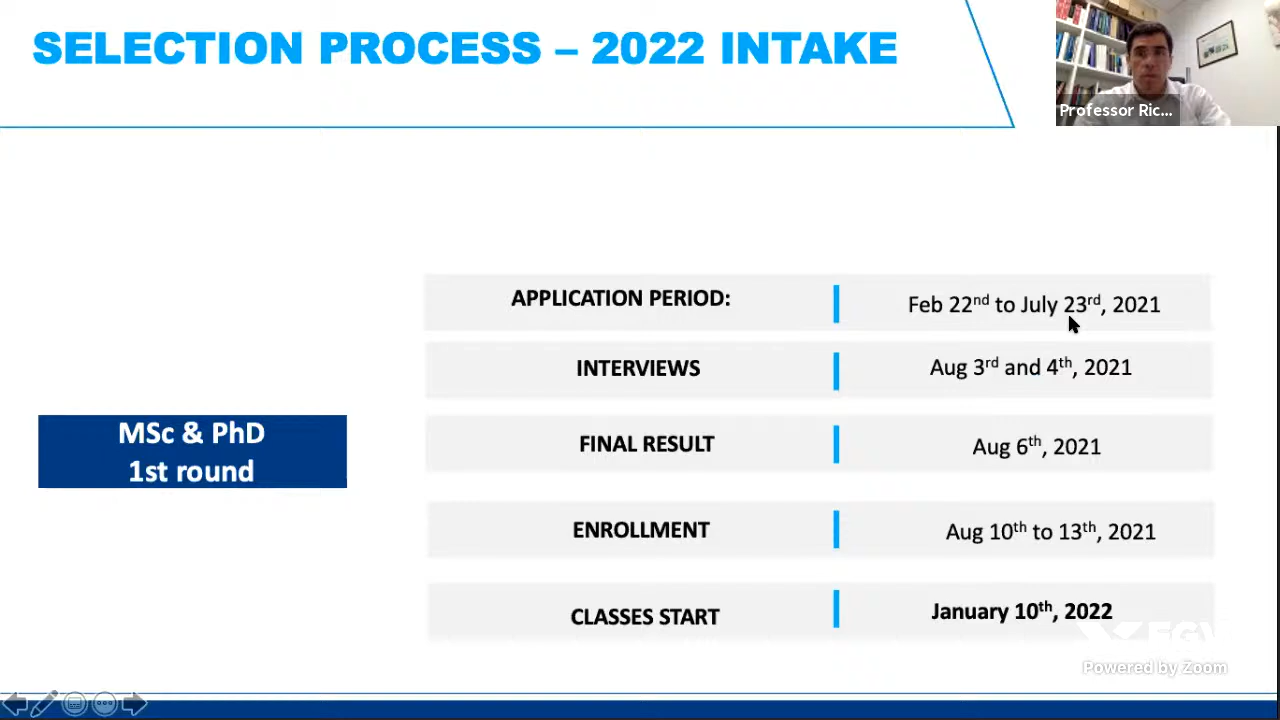 SELECTION PROCESS – 2022 INTAKE
Professor Ric...
APPLICATION PERIOD:
Feb 22nd to July 23rd, 2021
INTERVIEWS
Aug 3rd and 4th, 2021
MSc & PhD
1st round
FINAL RESULT
Aug 6th, 2021
ENROLLMENT
Aug 10th to 13th, 2021
CLASSES START
January 10th, 2022
FGV
Powered by Zoom